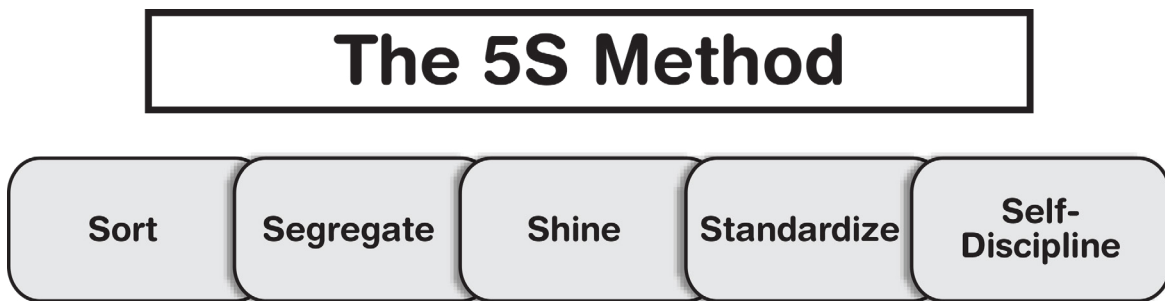 The 5S Method
Sort
Segregate
Shine
Standardize
Self-
Discipline